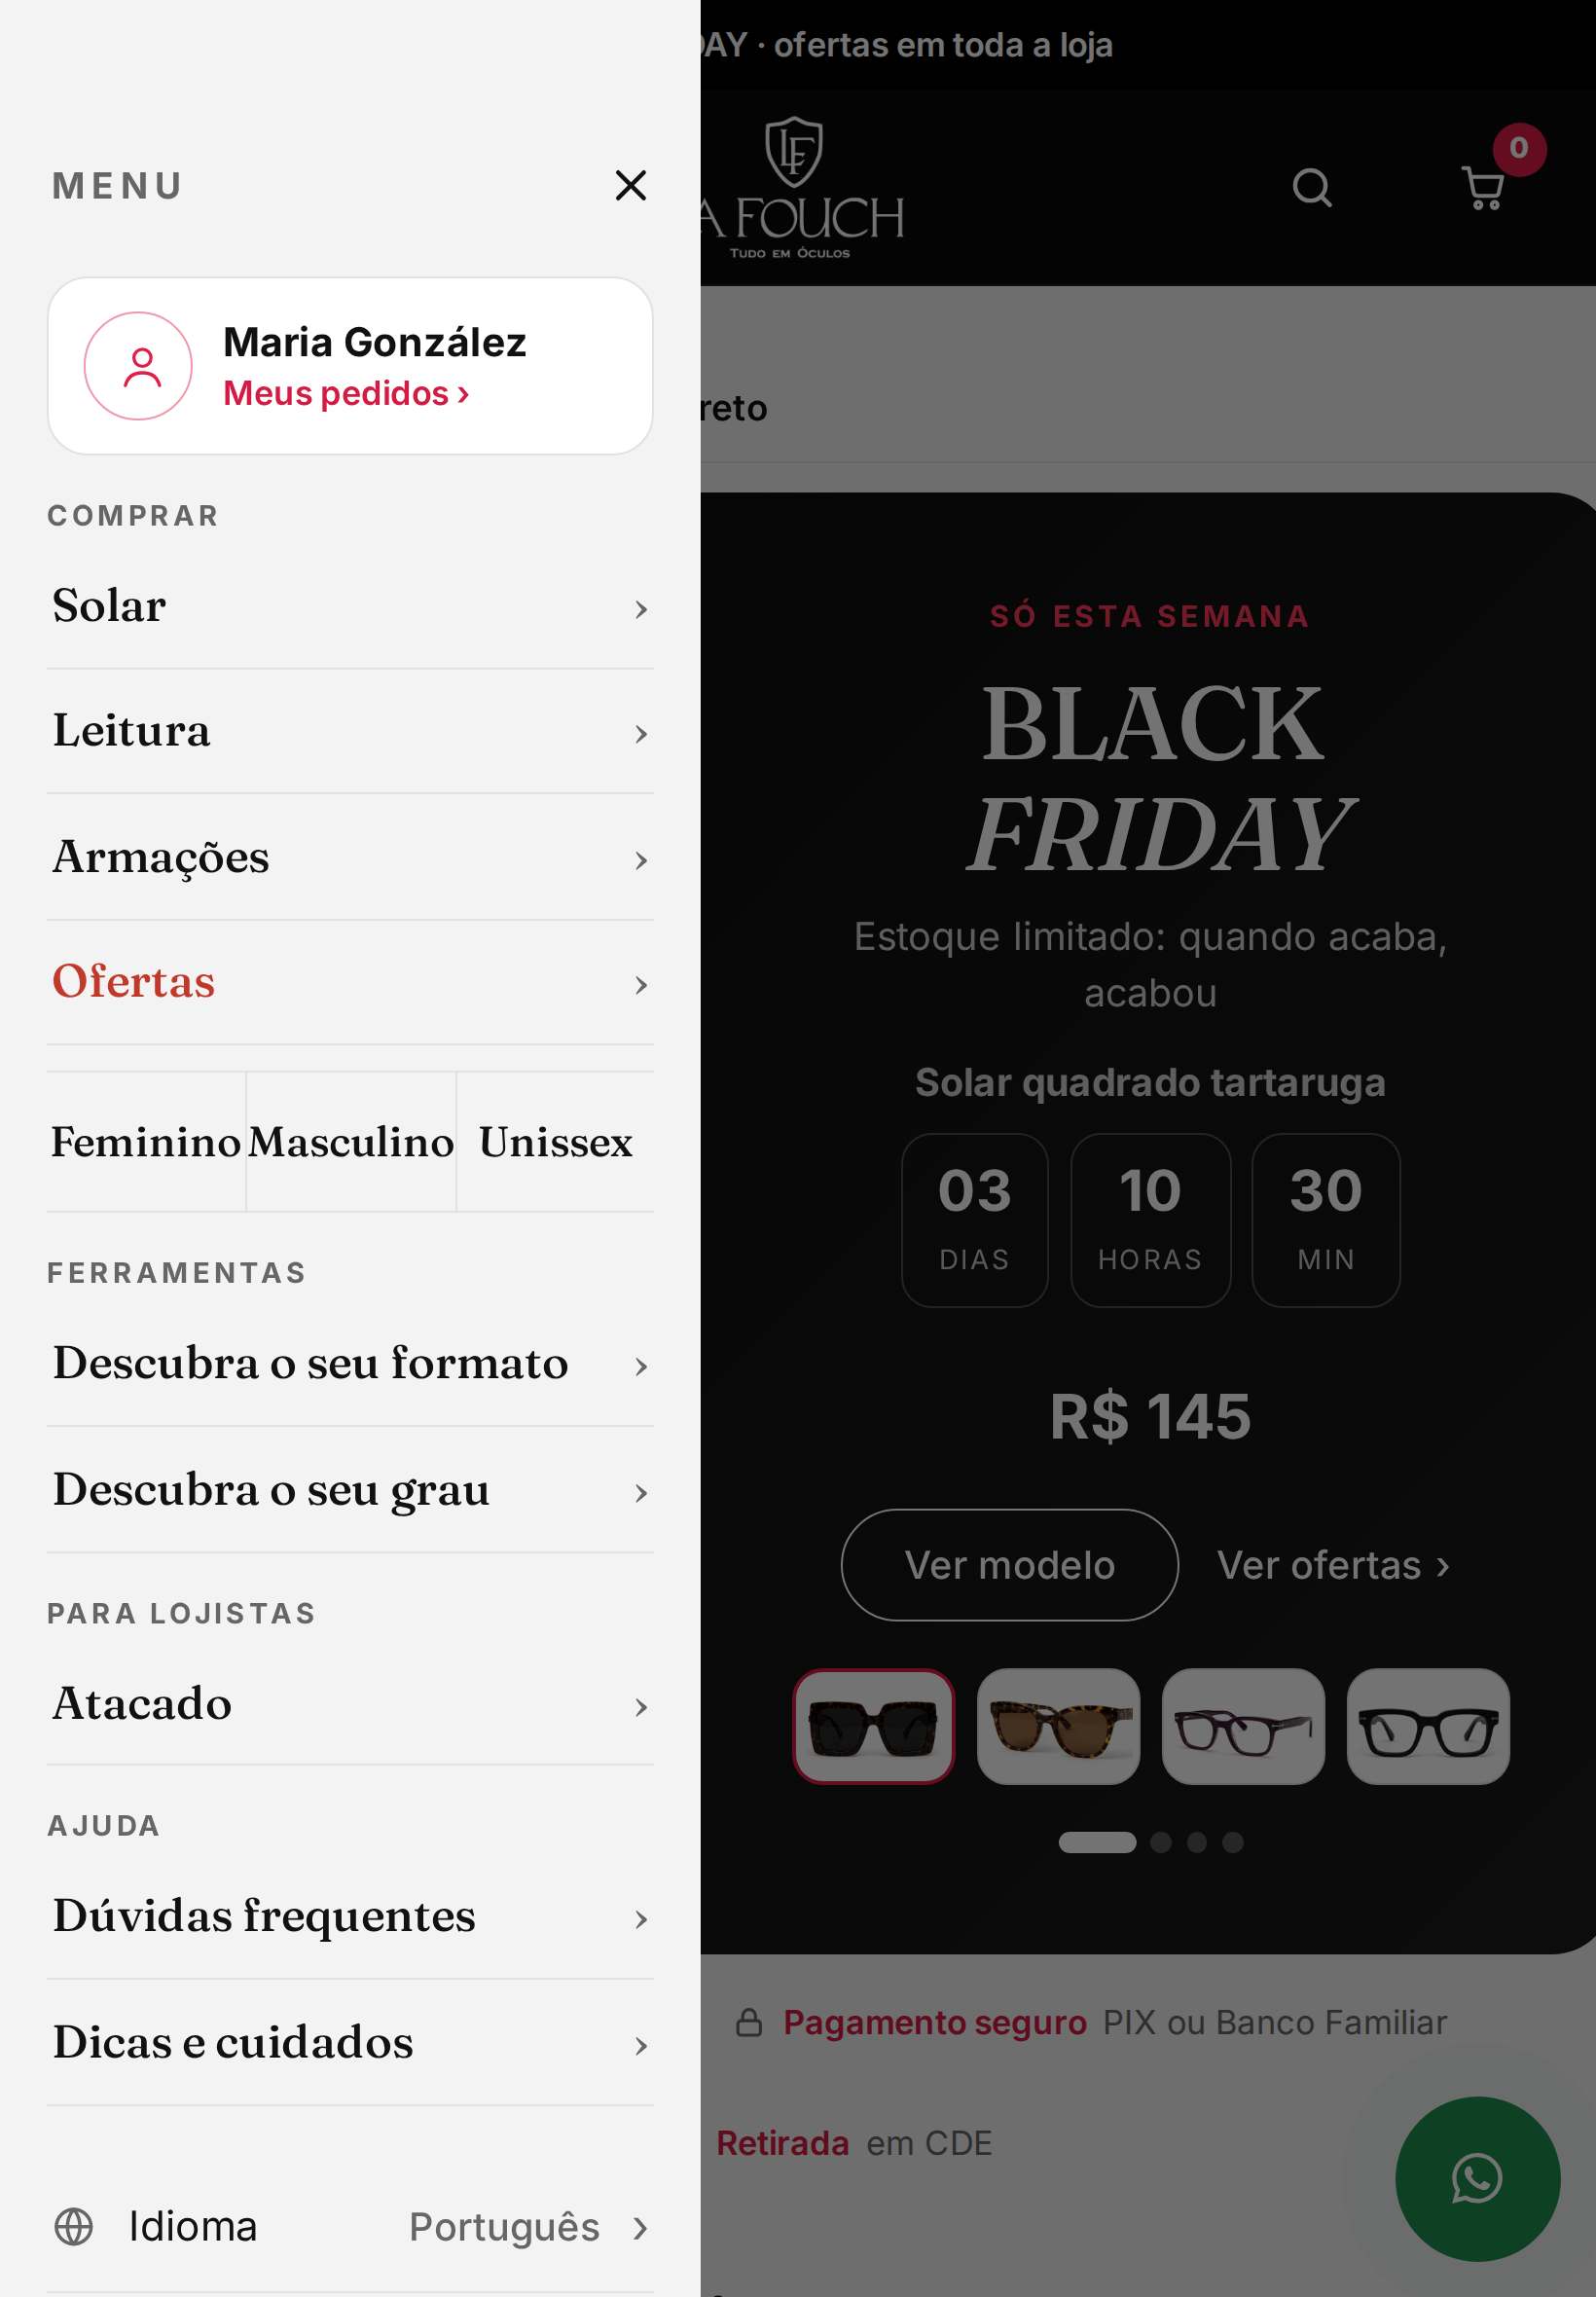 MENU
Maria González
Meus pedidos ›
COMPRAR
Solar ›
Leitura ›
Armações ›
Ofertas ›
Feminino Masculino Unissex
FERRAMENTAS
Descubra o seu formato ›
Descubra o seu grau ›
PARA LOJISTAS
Atacado ›
AJUDA
Dúvidas frequentes ›
Dicas e cuidados ›
Idioma Português ›
· ofertas em toda a loja
LF
FOUCH
TUDO EM ÓCULOS
0
SÓ ESTA SEMANA
BLACK
FRIDAY
Estoque limitado: quando acaba,
acabou
Solar quadrado tartaruga
03 10 30
DIAS HORAS MIN
R$ 145
Ver modelo Ver ofertas ›
Pagamento seguro PIX ou Banco Familiar
Retirada em CDE